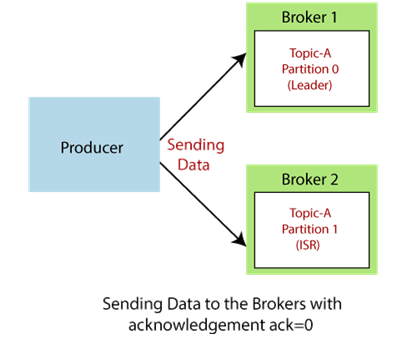 Broker 1
Topic-A
Partition 0
(Leader)
Producer
Sending
Data
Broker 2
Topic-A
Partition 1
(ISR)
Sending Data to the Brokers with
acknowledgement ack=0